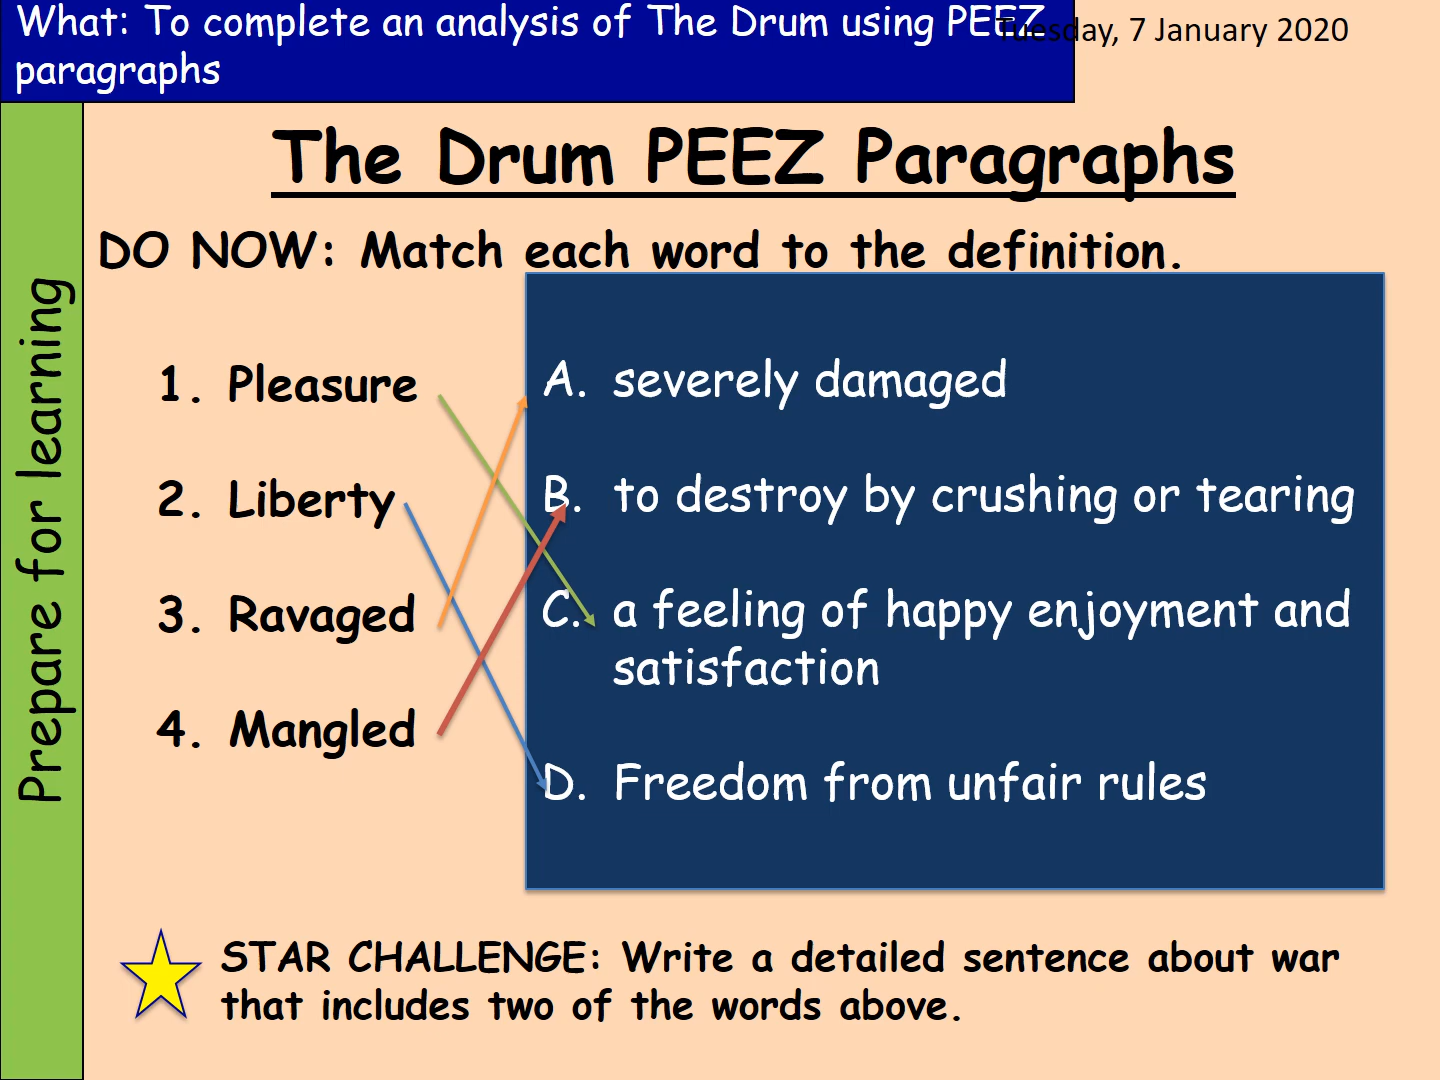 What: To complete an analysis of The Drum using PEEZ
paragraphs
Tuesday, 7 January 2020
Prepare for learning
The Drum PEEZ Paragraphs
DO NOW: Match each word to the definition.
1. Pleasure
2. Liberty
3. Ravaged
4. Mangled
A. severely damaged
B. to destroy by crushing or tearing
C. a feeling of happy enjoyment and
satisfaction
D. Freedom from unfair rules
STAR CHALLENGE: Write a detailed sentence about war
that includes two of the words above.